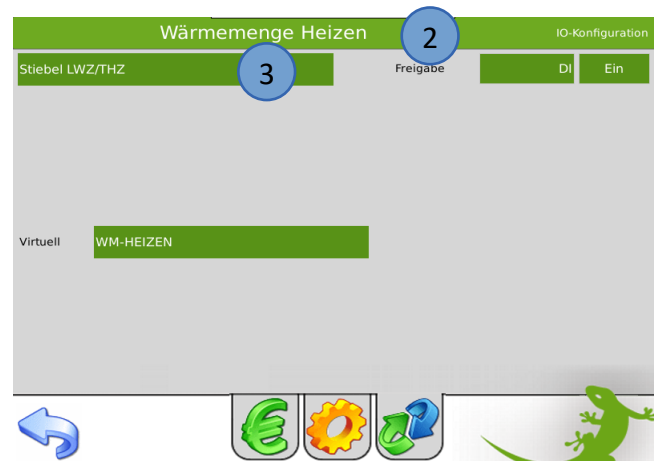 Wärmemenge Heizen 2 IO-Konfiguration
Stiebel LWZ/THZ 3 Freigabe DI Ein
Virtuell WM-HEIZEN